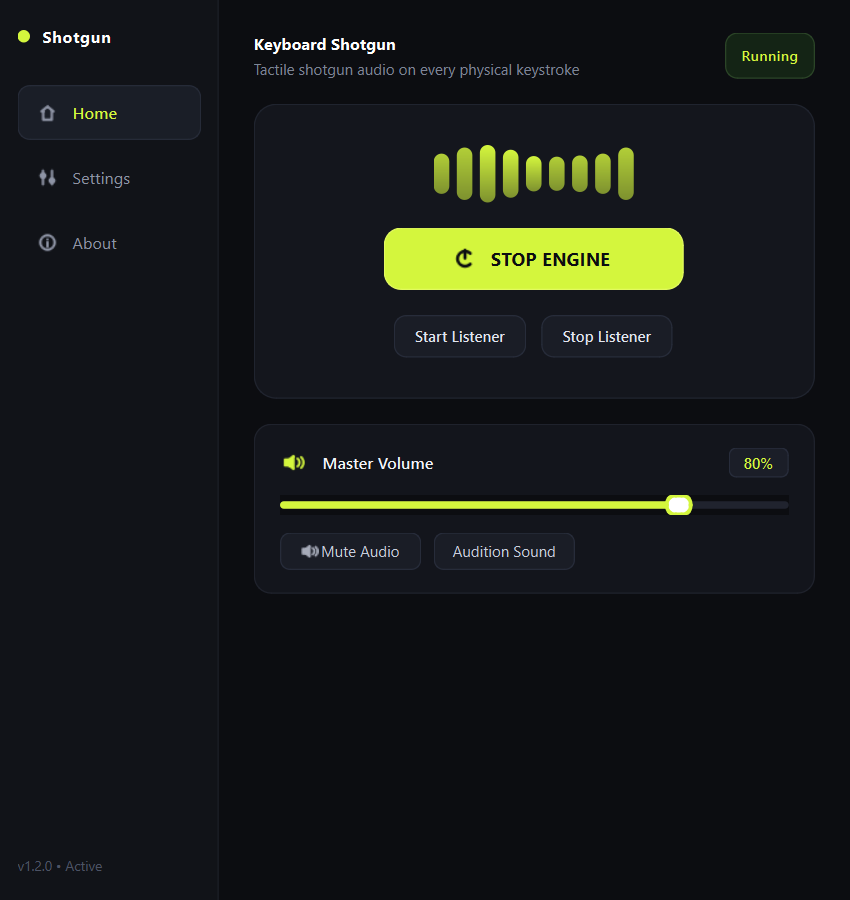 Shotgun
Home
Settings
About
v1.2.0 • Active
Keyboard Shotgun
Tactile shotgun audio on every physical keystroke
Running
STOP ENGINE
Start Listener
Stop Listener
Master Volume
80%
Mute Audio
Audition Sound